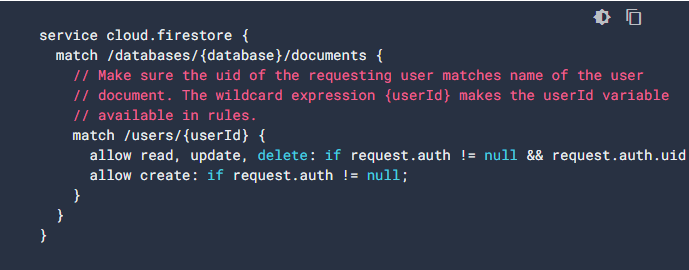 service cloud.firestore {
match /databases/{database}/documents {
// Make sure the uid of the requesting user matches name of the user
// document. The wildcard expression {userId} makes the userId variable
// available in rules.
match /users/{userId} {
allow read, update, delete: if request.auth != null && request.auth.uid
allow create: if request.auth != null;
}
}
}